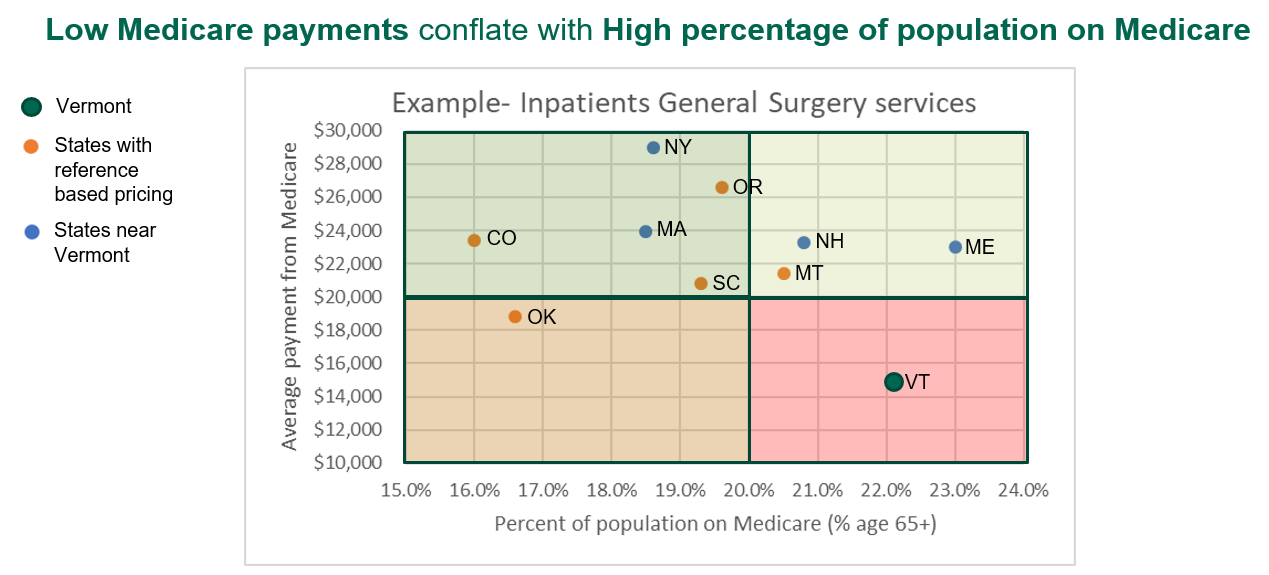 Low Medicare payments conflate with High percentage of population on Medicare
Vermont
States with
reference
based pricing
States near
Vermont
Example- Inpatients General Surgery services
Average payment from Medicare
$30,000
$28,000
$26,000
$24,000
$22,000
$20,000
$18,000
$16,000
$14,000
$12,000
$10,000
NY
OR
MA
CO
NH
ME
MT
SC
OK
VT
15.0% 16.0% 17.0% 18.0% 19.0% 20.0% 21.0% 22.0% 23.0% 24.0%
Percent of population on Medicare (% age 65+)